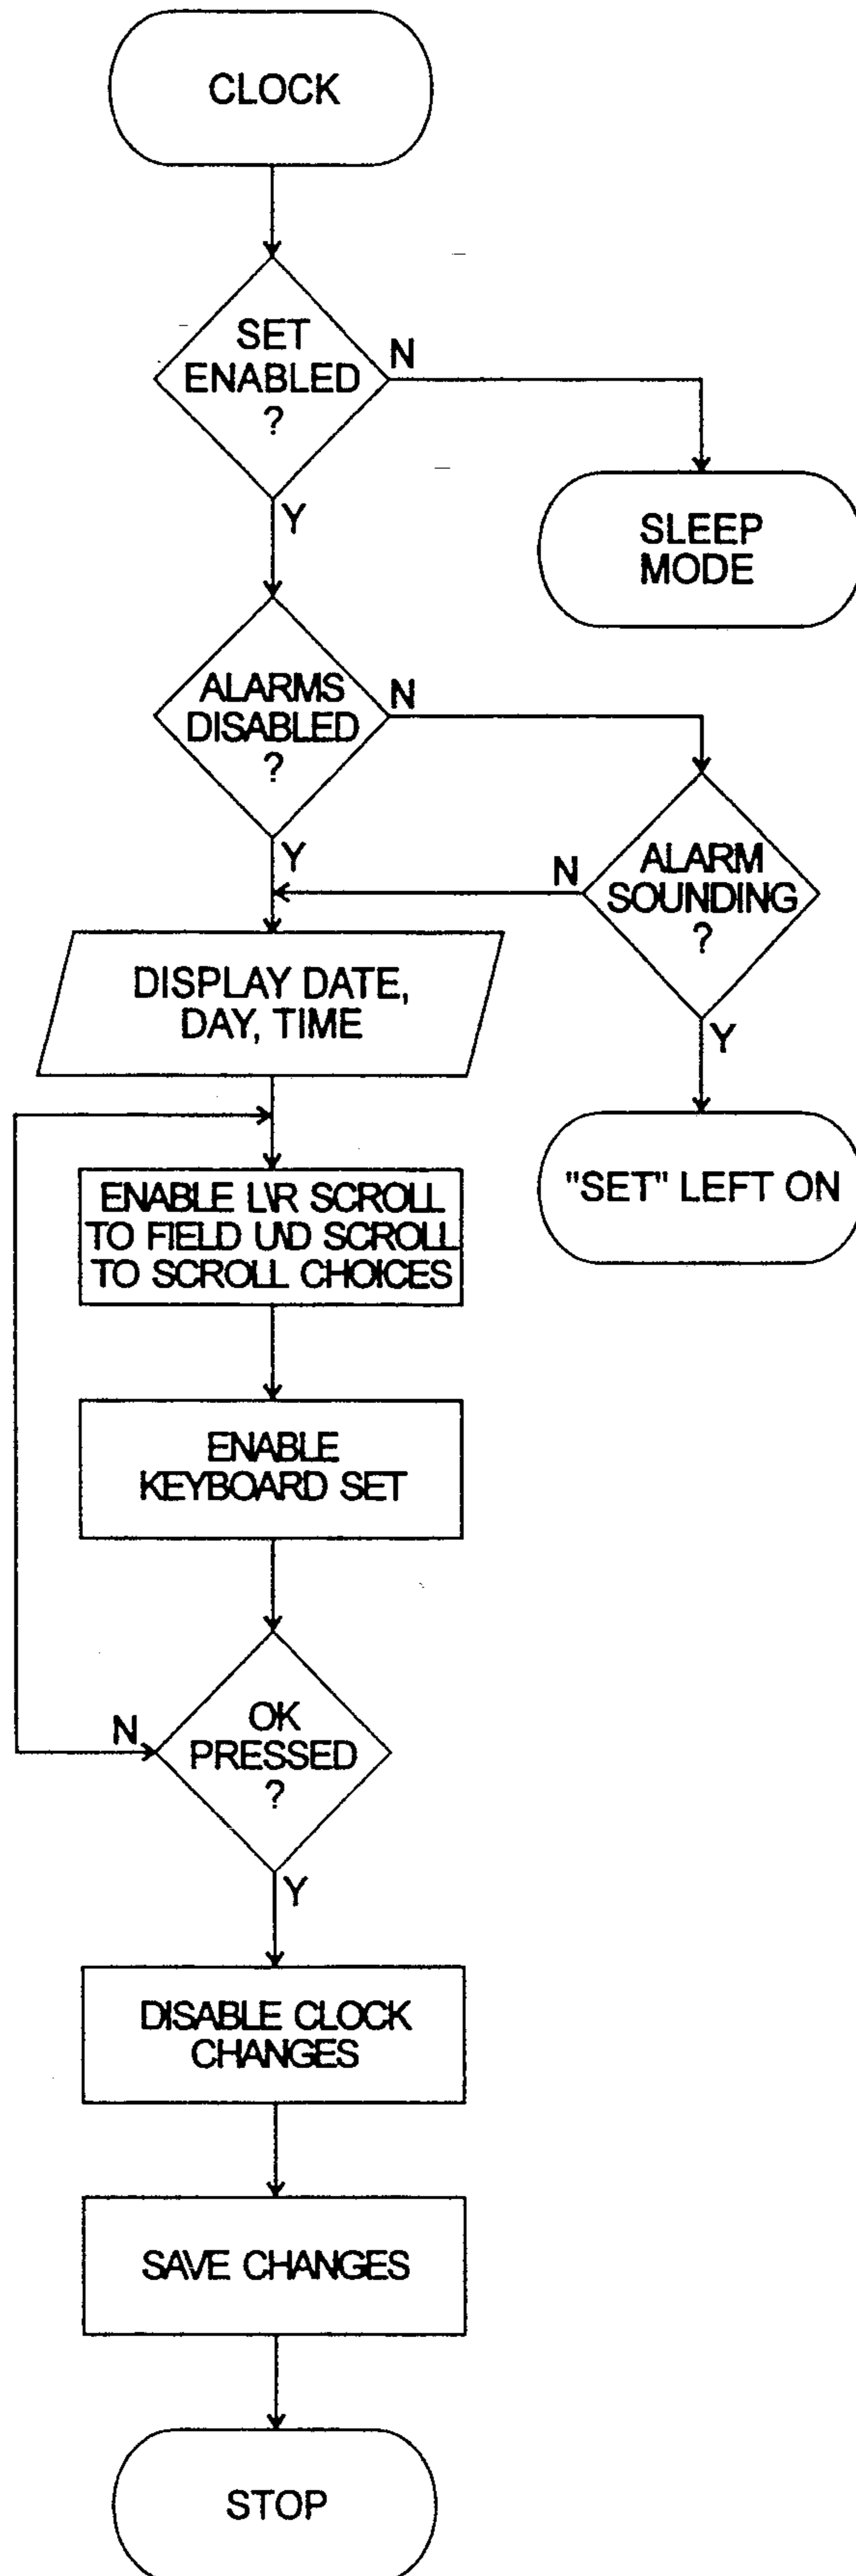 CLOCK
SET
ENABLED
?
N
Y
SLEEP
MODE
ALARMS
DISABLED
?
N
Y
ALARM
SOUNDING
?
N
Y
DISPLAY DATE,
DAY, TIME
"SET" LEFT ON
ENABLE L\R SCROLL
TO FIELD U\D SCROLL
TO SCROLL CHOICES
ENABLE
KEYBOARD SET
OK
PRESSED
?
N
Y
DISABLE CLOCK
CHANGES
SAVE CHANGES
STOP